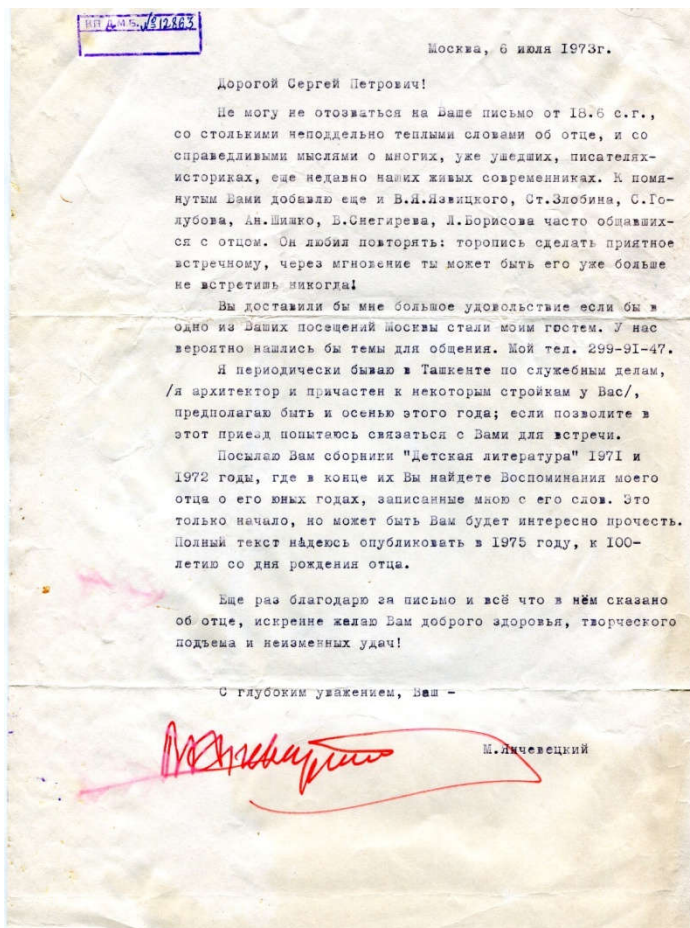 КП Д.М.Б. №12863
Москва, 6 июля 1973г.
Дорогой Сергей Петрович!
Не могу не отозваться на Ваше письмо от 18.6 с.г.,
со столькими неподдельно теплыми словами об отце, и со
справедливыми мыслями о многих, уже ушедших, писателях-
историках, еще недавно наших живых современниках. К помя-
нутым Вами добавлю еще и В.Я.Язвицкого, Ст.Злобина, С.Го-
лубова, Ан.Шишко, В.Снегирева, Л.Борисова часто общавших-
ся с отцом. Он любил повторять: торопись сделать приятное
встречному, через мгновение ты может быть его уже больше
не встретишь никогда!
Вы доставили бы мне большое удовольствие если бы в
одно из Ваших посещений Москвы стали моим гостем. У нас
вероятно нашлись бы темы для общения. Мой тел. 299-91-47.
Я периодически бываю в Ташкенте по служебным делам,
/я архитектор и причастен к некоторым стройкам у Вас/,
предполагаю быть и осенью этого года; если позволите в
этот приезд попытаюсь связаться с Вами для встречи.
Посылаю Вам сборники "Детская литература" 1971 и
1972 годы, где в конце их Вы найдете Воспоминания моего
отца о его юных годах, записанные мною с его слов. Это
только начало, но может быть Вам будет интересно прочесть.
Полный текст надеюсь опубликовать в 1975 году, к 100-
летию со дня рождения отца.
Еще раз благодарю за письмо и всё что в нём сказано
об отце, искренне желаю Вам доброго здоровья, творческого
подъема и неизменных удач!
С глубоким уважением, Ваш -
М.Янчевецкий